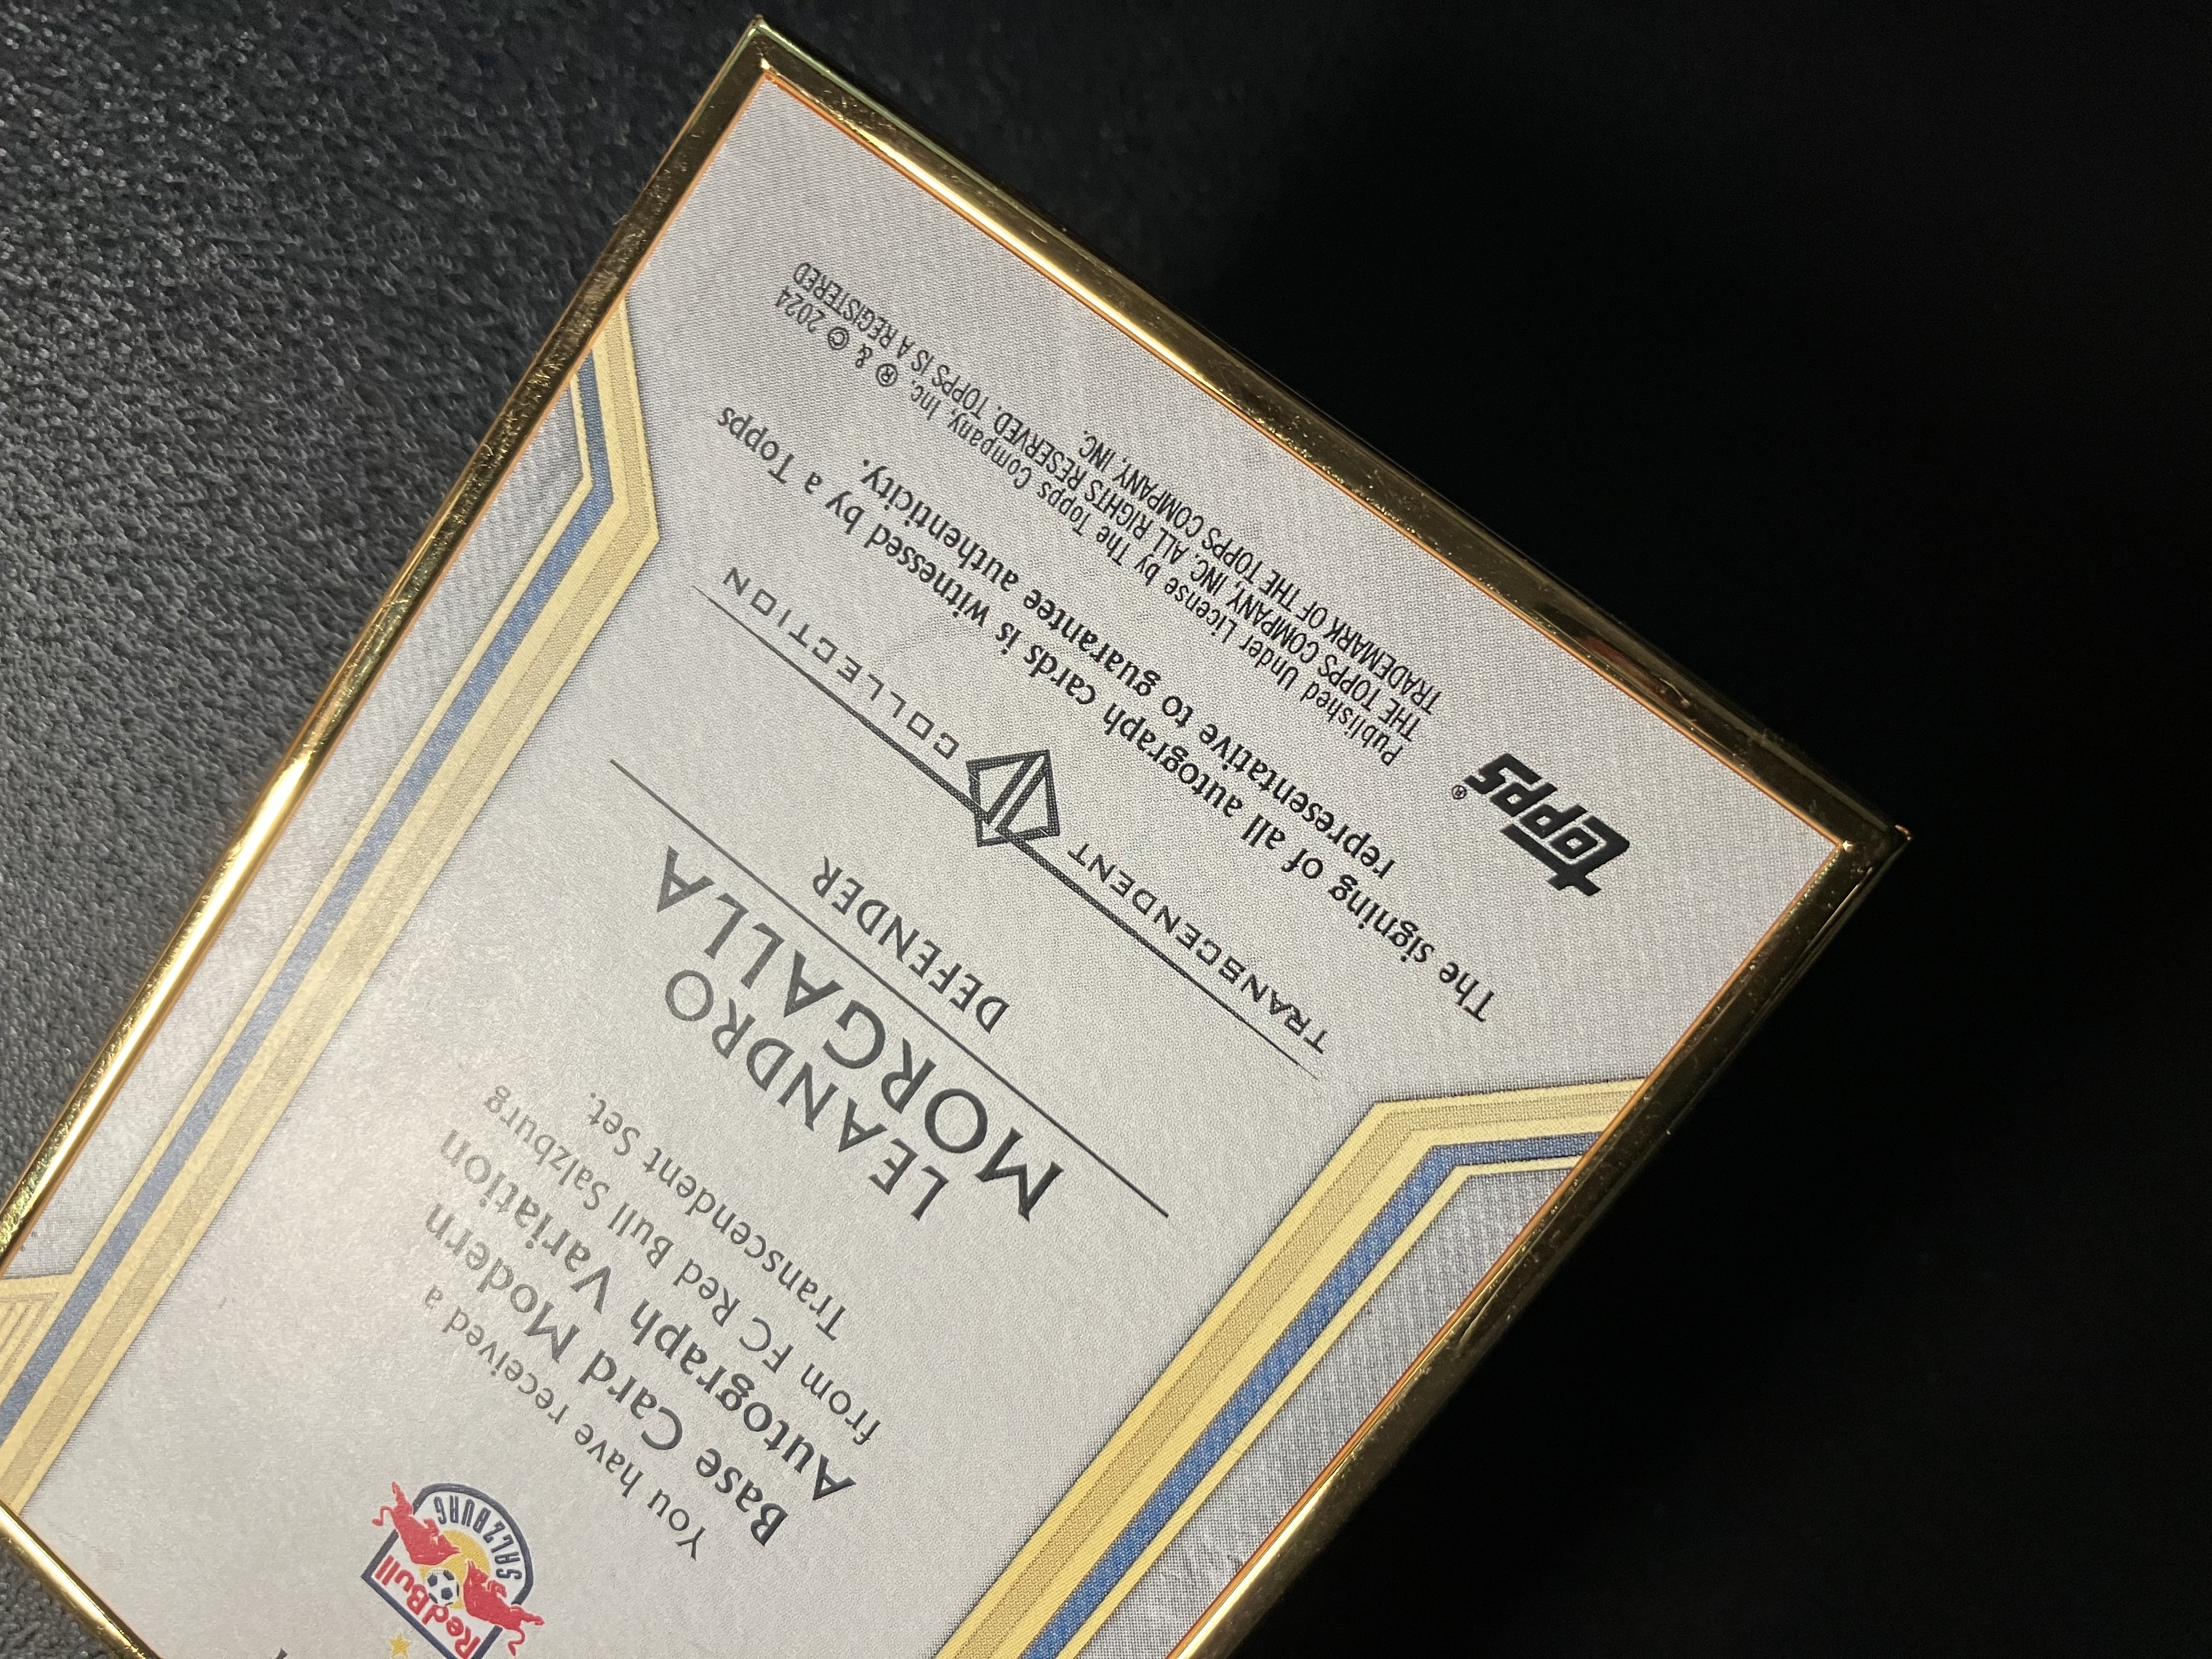 RedBull
SALZBURG
You have received a
Base Card Modern
Autograph Variation
from FC Red Bull Salzburg
Transcendent Set.
LEANDRO
MORGALLA
DEFENDER
TRANSCENDENT COLLECTION
The signing of all autograph cards is witnessed by a Topps
representative to guarantee authenticity.
topps®
Published Under License by The Topps Company, Inc. ® & © 2024
THE TOPPS COMPANY, INC. ALL RIGHTS RESERVED. TOPPS IS A REGISTERED
TRADEMARK OF THE TOPPS COMPANY, INC.